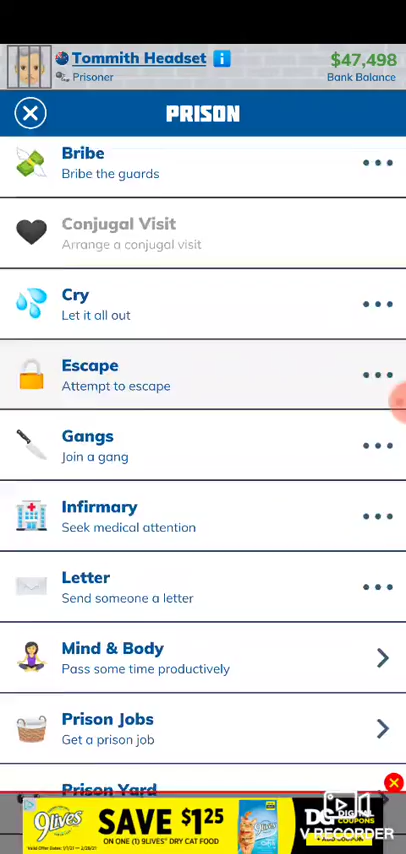 Tommith Headset
$47,498
Prisoner
Bank Balance
PRISON
Bribe
Bribe the guards
Conjugal Visit
Arrange a conjugal visit
Cry
Let it all out
Escape
Attempt to escape
Gangs
Join a gang
Infirmary
Seek medical attention
Letter
Send someone a letter
Mind & Body
Pass some time productively
Prison Jobs
Get a prison job
Prison Yard
9Lives
SAVE $1.25
ON ONE (1) 9LIVES® DRY CAT FOOD
DG DIGITAL
COUPONS
V RECORDER